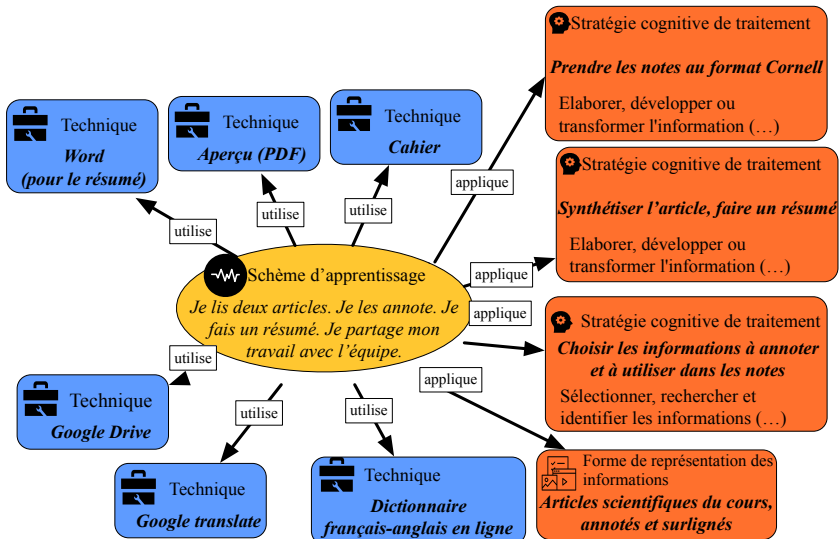 Stratégie cognitive de traitement
Prendre les notes au format Cornell
Elaborer, développer ou
transformer l'information (…)
Technique
Word
(pour le résumé)
Technique
Aperçu (PDF)
Technique
Cahier
applique
utilise
utilise
utilise
Stratégie cognitive de traitement
Synthétiser l’article, faire un résumé
Elaborer, développer ou
transformer l'information (…)
applique
Schème d’apprentissage
Je lis deux articles. Je les annote. Je
fais un résumé. Je partage mon
travail avec l’équipe.
applique
Stratégie cognitive de traitement
Choisir les informations à annoter
et à utiliser dans les notes
Sélectionner, rechercher et
identifier les informations (…)
utilise
applique
Technique
Google Drive
utilise
utilise
Forme de représentation des
informations
Articles scientifiques du cours,
annotés et surlignés
Technique
Google translate
Technique
Dictionnaire
français-anglais en ligne